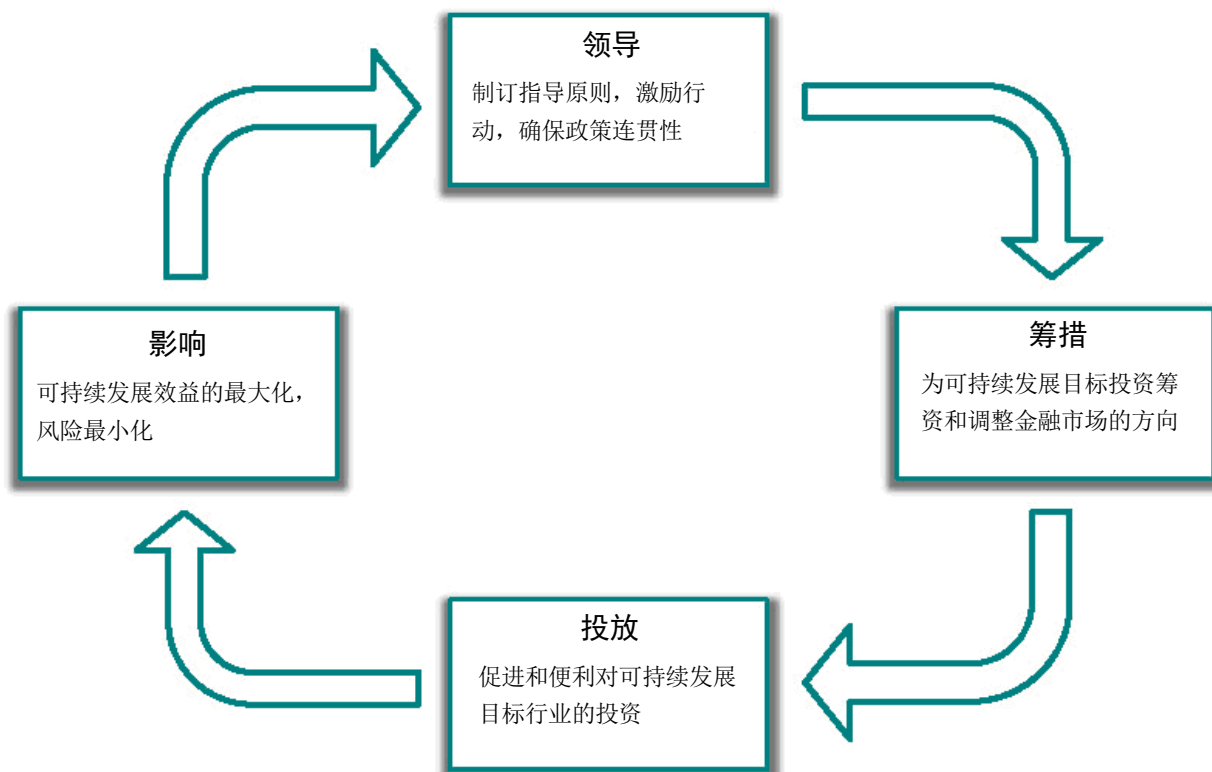 领导
制订指导原则，激励行
动，确保政策连贯性
筹措
为可持续发展目标投资筹
资和调整金融市场的方向
投放
促进和便利对可持续发展
目标行业的投资
影响
可持续发展效益的最大化，
风险最小化